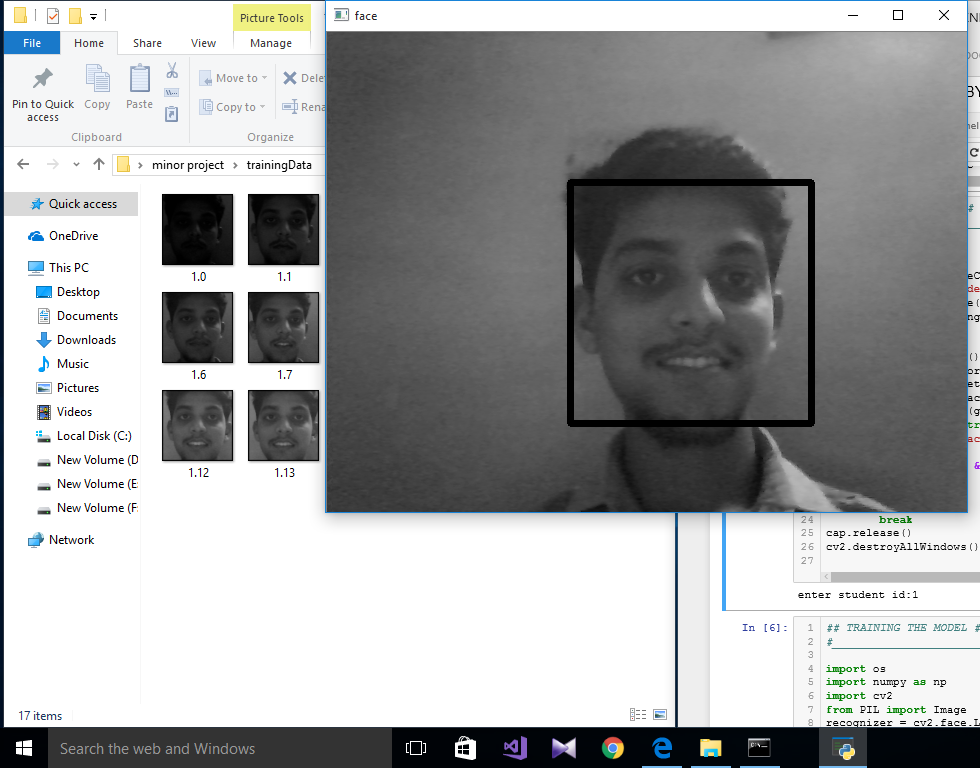 Picture Tools
face
File
Home
Share
View
Manage
Pin to Quick access
Copy
Paste
Move to
Copy to
Clipboard
Organize
minor project
trainingData
Quick access
OneDrive
This PC
Desktop
Documents
Downloads
Music
Pictures
Videos
Local Disk (C:)
New Volume (D
New Volume (E
New Volume (F:
Network
1.0
1.1
1.6
1.7
1.12
1.13
17 items
24 break
25 cap.release()
26 cv2.destroyAllWindows()
27
enter student id:1
In [6]:
1 ## TRAINING THE MODEL #
2 #
3
4 import os
5 import numpy as np
6 import cv2
7 from PIL import Image
8 recognizer = cv2.face.L
Search the web and Windows